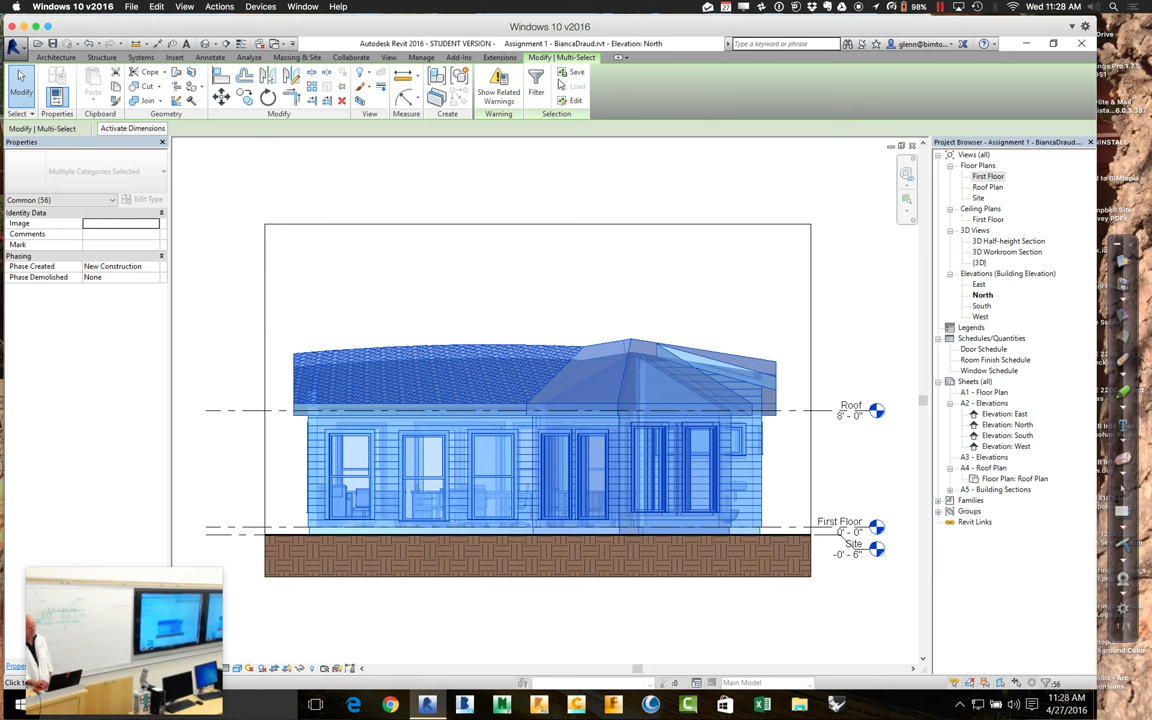 Windows 10 v2016 File Edit View Actions Devices Window Help
98% Wed 11:28 AM
Windows 10 v2016
Autodesk Revit 2016 - STUDENT VERSION - Assignment 1 - BiancaDraud.rvt - Elevation: North
Type a keyword or phrase
glenn@bimto...
Architecture Structure Systems Insert Annotate Analyze Massing & Site Collaborate View Manage Add-Ins Extensions Modify | Multi-Select
Modify
Properties
Paste
Cope
Cut
Join
Show Related Warnings
Filter
Save
Load
Edit
Select Properties Clipboard Geometry Modify View Measure Create Warning Selection
Modify | Multi-Select Activate Dimensions
Properties
Multiple Categories Selected
Common (56) Edit Type
Identity Data
Image
Comments
Mark
Phasing
Phase Created New Construction
Phase Demolished None
Roof
8' - 0"
First Floor
0' - 0"
Site
-0' - 6"
Project Browser - Assignment 1 - BiancaDraud....
Views (all)
Floor Plans
First Floor
Roof Plan
Site
Ceiling Plans
First Floor
3D Views
3D Half-height Section
3D Workroom Section
{3D}
Elevations (Building Elevation)
East
North
South
West
Legends
Schedules/Quantities
Door Schedule
Room Finish Schedule
Window Schedule
Sheets (all)
A1 - Floor Plan
A2 - Elevations
Elevation: East
Elevation: North
Elevation: South
Elevation: West
A3 - Elevations
A4 - Roof Plan
Floor Plan: Roof Plan
A5 - Building Sections
Families
Groups
Revit Links
1/1
:0 Main Model :56
11:28 AM
4/27/2016